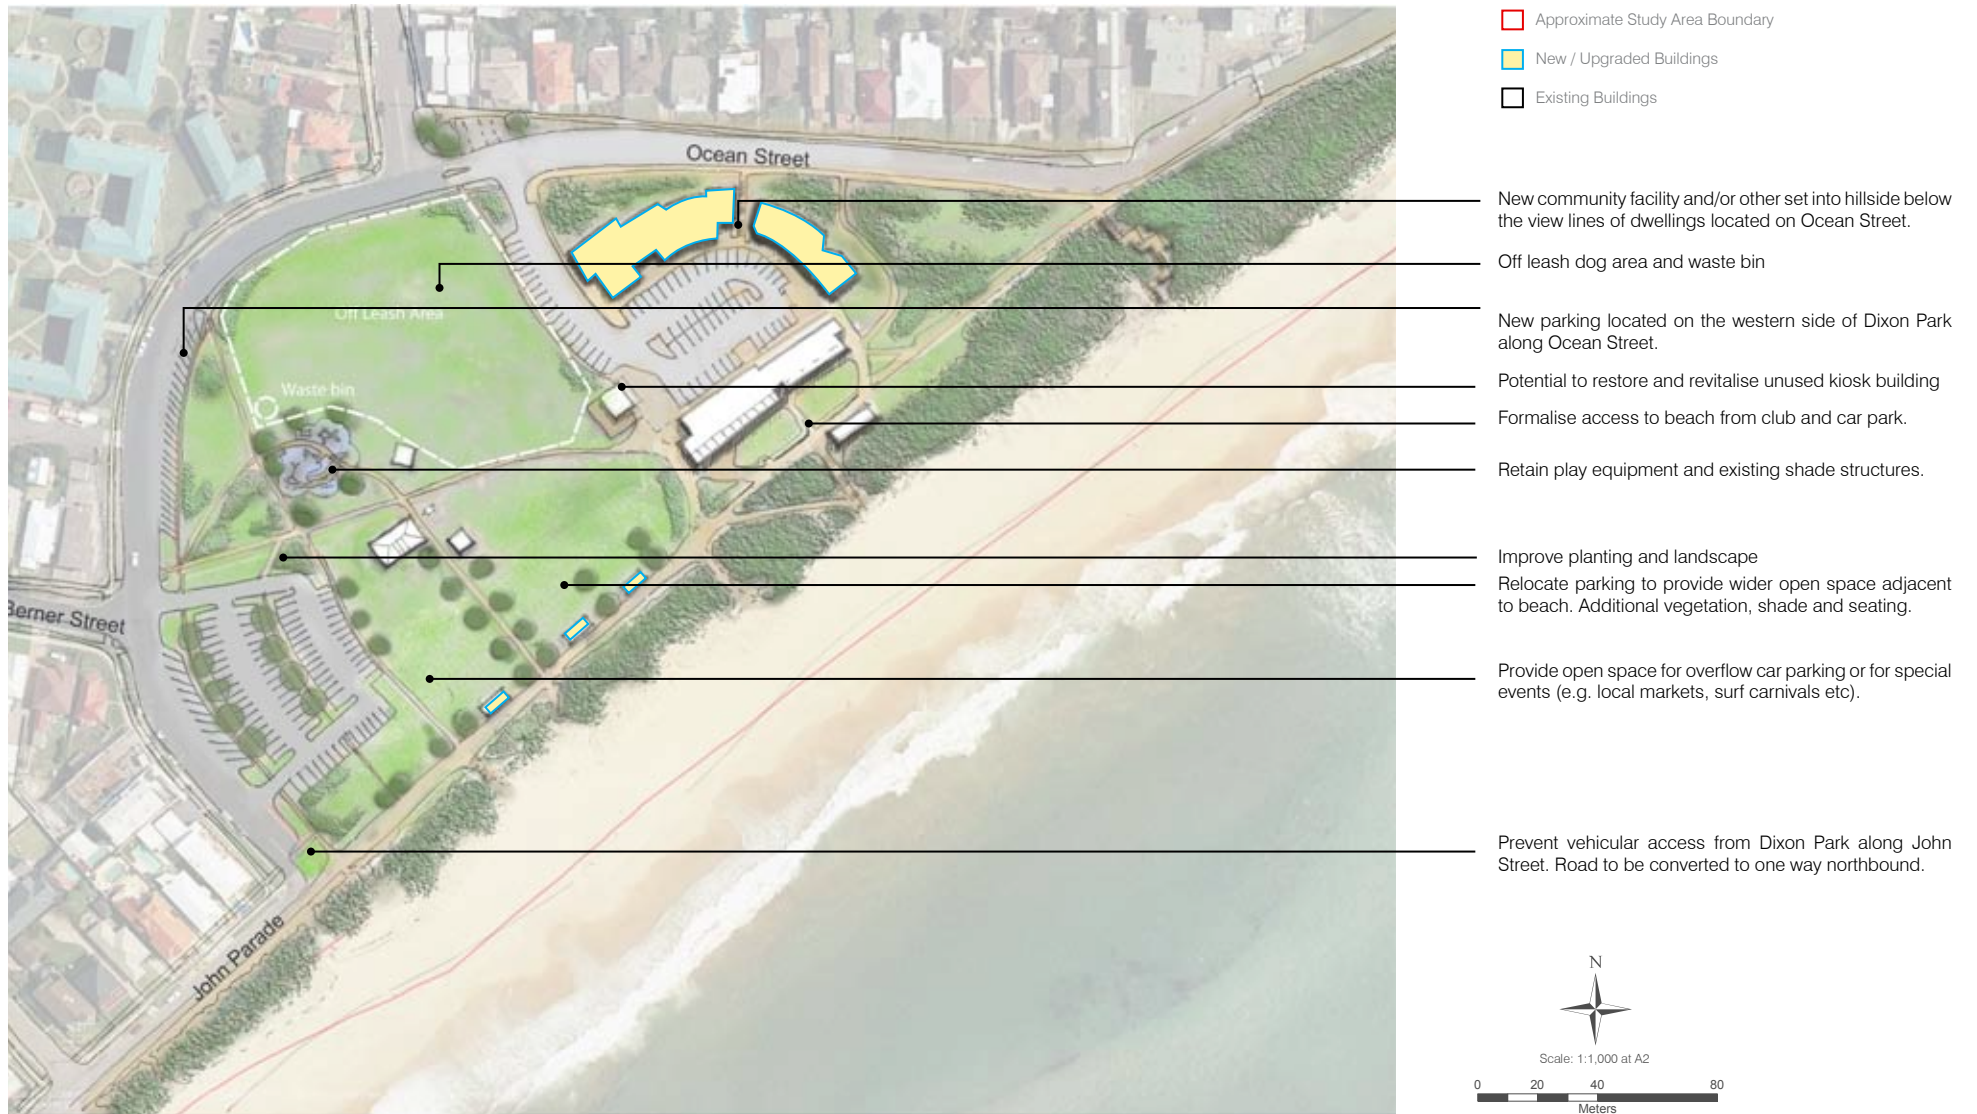 Approximate Study Area Boundary
New / Upgraded Buildings
Existing Buildings
Ocean Street
New community facility and/or other set into hillside below
the view lines of dwellings located on Ocean Street.
Off leash dog area and waste bin
Off Leash Area
New parking located on the western side of Dixon Park
along Ocean Street.
Waste bin
Potential to restore and revitalise unused kiosk building
Formalise access to beach from club and car park.
Retain play equipment and existing shade structures.
Improve planting and landscape
Relocate parking to provide wider open space adjacent
to beach. Additional vegetation, shade and seating.
Berner Street
Provide open space for overflow car parking or for special
events (e.g. local markets, surf carnivals etc).
Prevent vehicular access from Dixon Park along John
Street. Road to be converted to one way northbound.
John Parade
N
Scale: 1:1,000 at A2
0 20 40 80
Meters